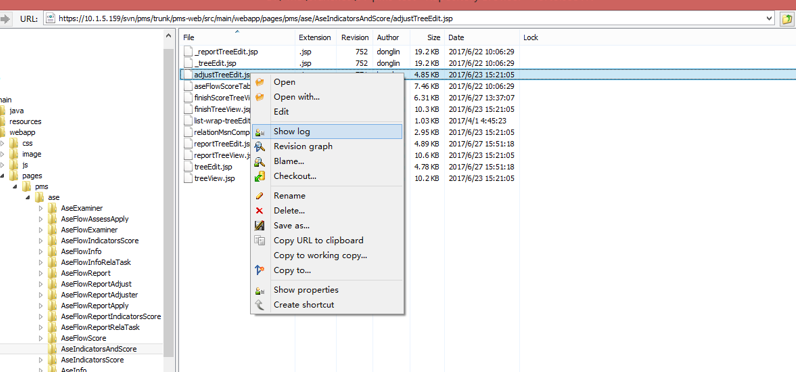 URL: https://10.1.5.159/svn/pms/trunk/pms-web/src/main/webapp/pages/pms/ase/AseIndicatorsAndScore/adjustTreeEdit.jsp
File Extension Revision Author Size Date Lock
_reportTreeEdit.jsp .jsp 752 donglin 19.2 KB 2017/6/22 10:06:29
_treeEdit.jsp .jsp 752 donglin 19.2 KB 2017/6/22 10:06:29
adjustTreeEdit.j 4.85 KB 2017/6/23 15:21:05
aseFlowScoreTab 7.46 KB 2017/6/22 10:06:29
finishScoreTreeV 6.31 KB 2017/6/27 13:37:07
finishTreeView.js 10.3 KB 2017/6/23 15:21:05
list-wrap-treeEdit 1.03 KB 2017/4/1 4:45:23
relationMsnComp 2.95 KB 2017/6/23 15:21:05
reportTreeEdit.js 4.89 KB 2017/6/27 15:51:18
reportTreeView.js 10.6 KB 2017/6/23 15:21:05
treeEdit.jsp 4.78 KB 2017/6/27 15:51:18
treeView.jsp 10.2 KB 2017/6/23 15:21:05
main
java
resources
webapp
css
image
js
pages
pms
ase
AseExaminer
AseFlowAssessApply
AseFlowExaminer
AseFlowIndicatorsScore
AseFlowInfo
AseFlowInfoRelaTask
AseFlowReport
AseFlowReportAdjust
AseFlowReportAdjuster
AseFlowReportApply
AseFlowReportIndicatorsScore
AseFlowReportRelaTask
AseFlowScore
AseIndicatorsAndScore
AseIndicatorsScore
AseInfo
Open
Open with...
Edit
Show log
Revision graph
Blame...
Checkout...
Rename
Delete...
Save as...
Copy URL to clipboard
Copy to working copy...
Copy to...
Show properties
Create shortcut